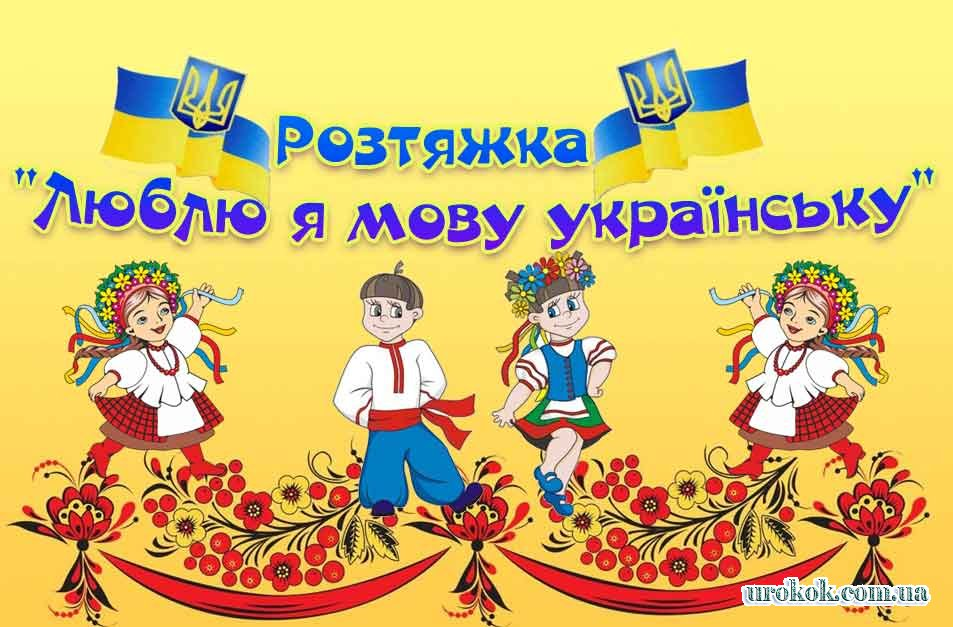 Розтяжка
"Люблю я мову українську"
urokok.com.ua